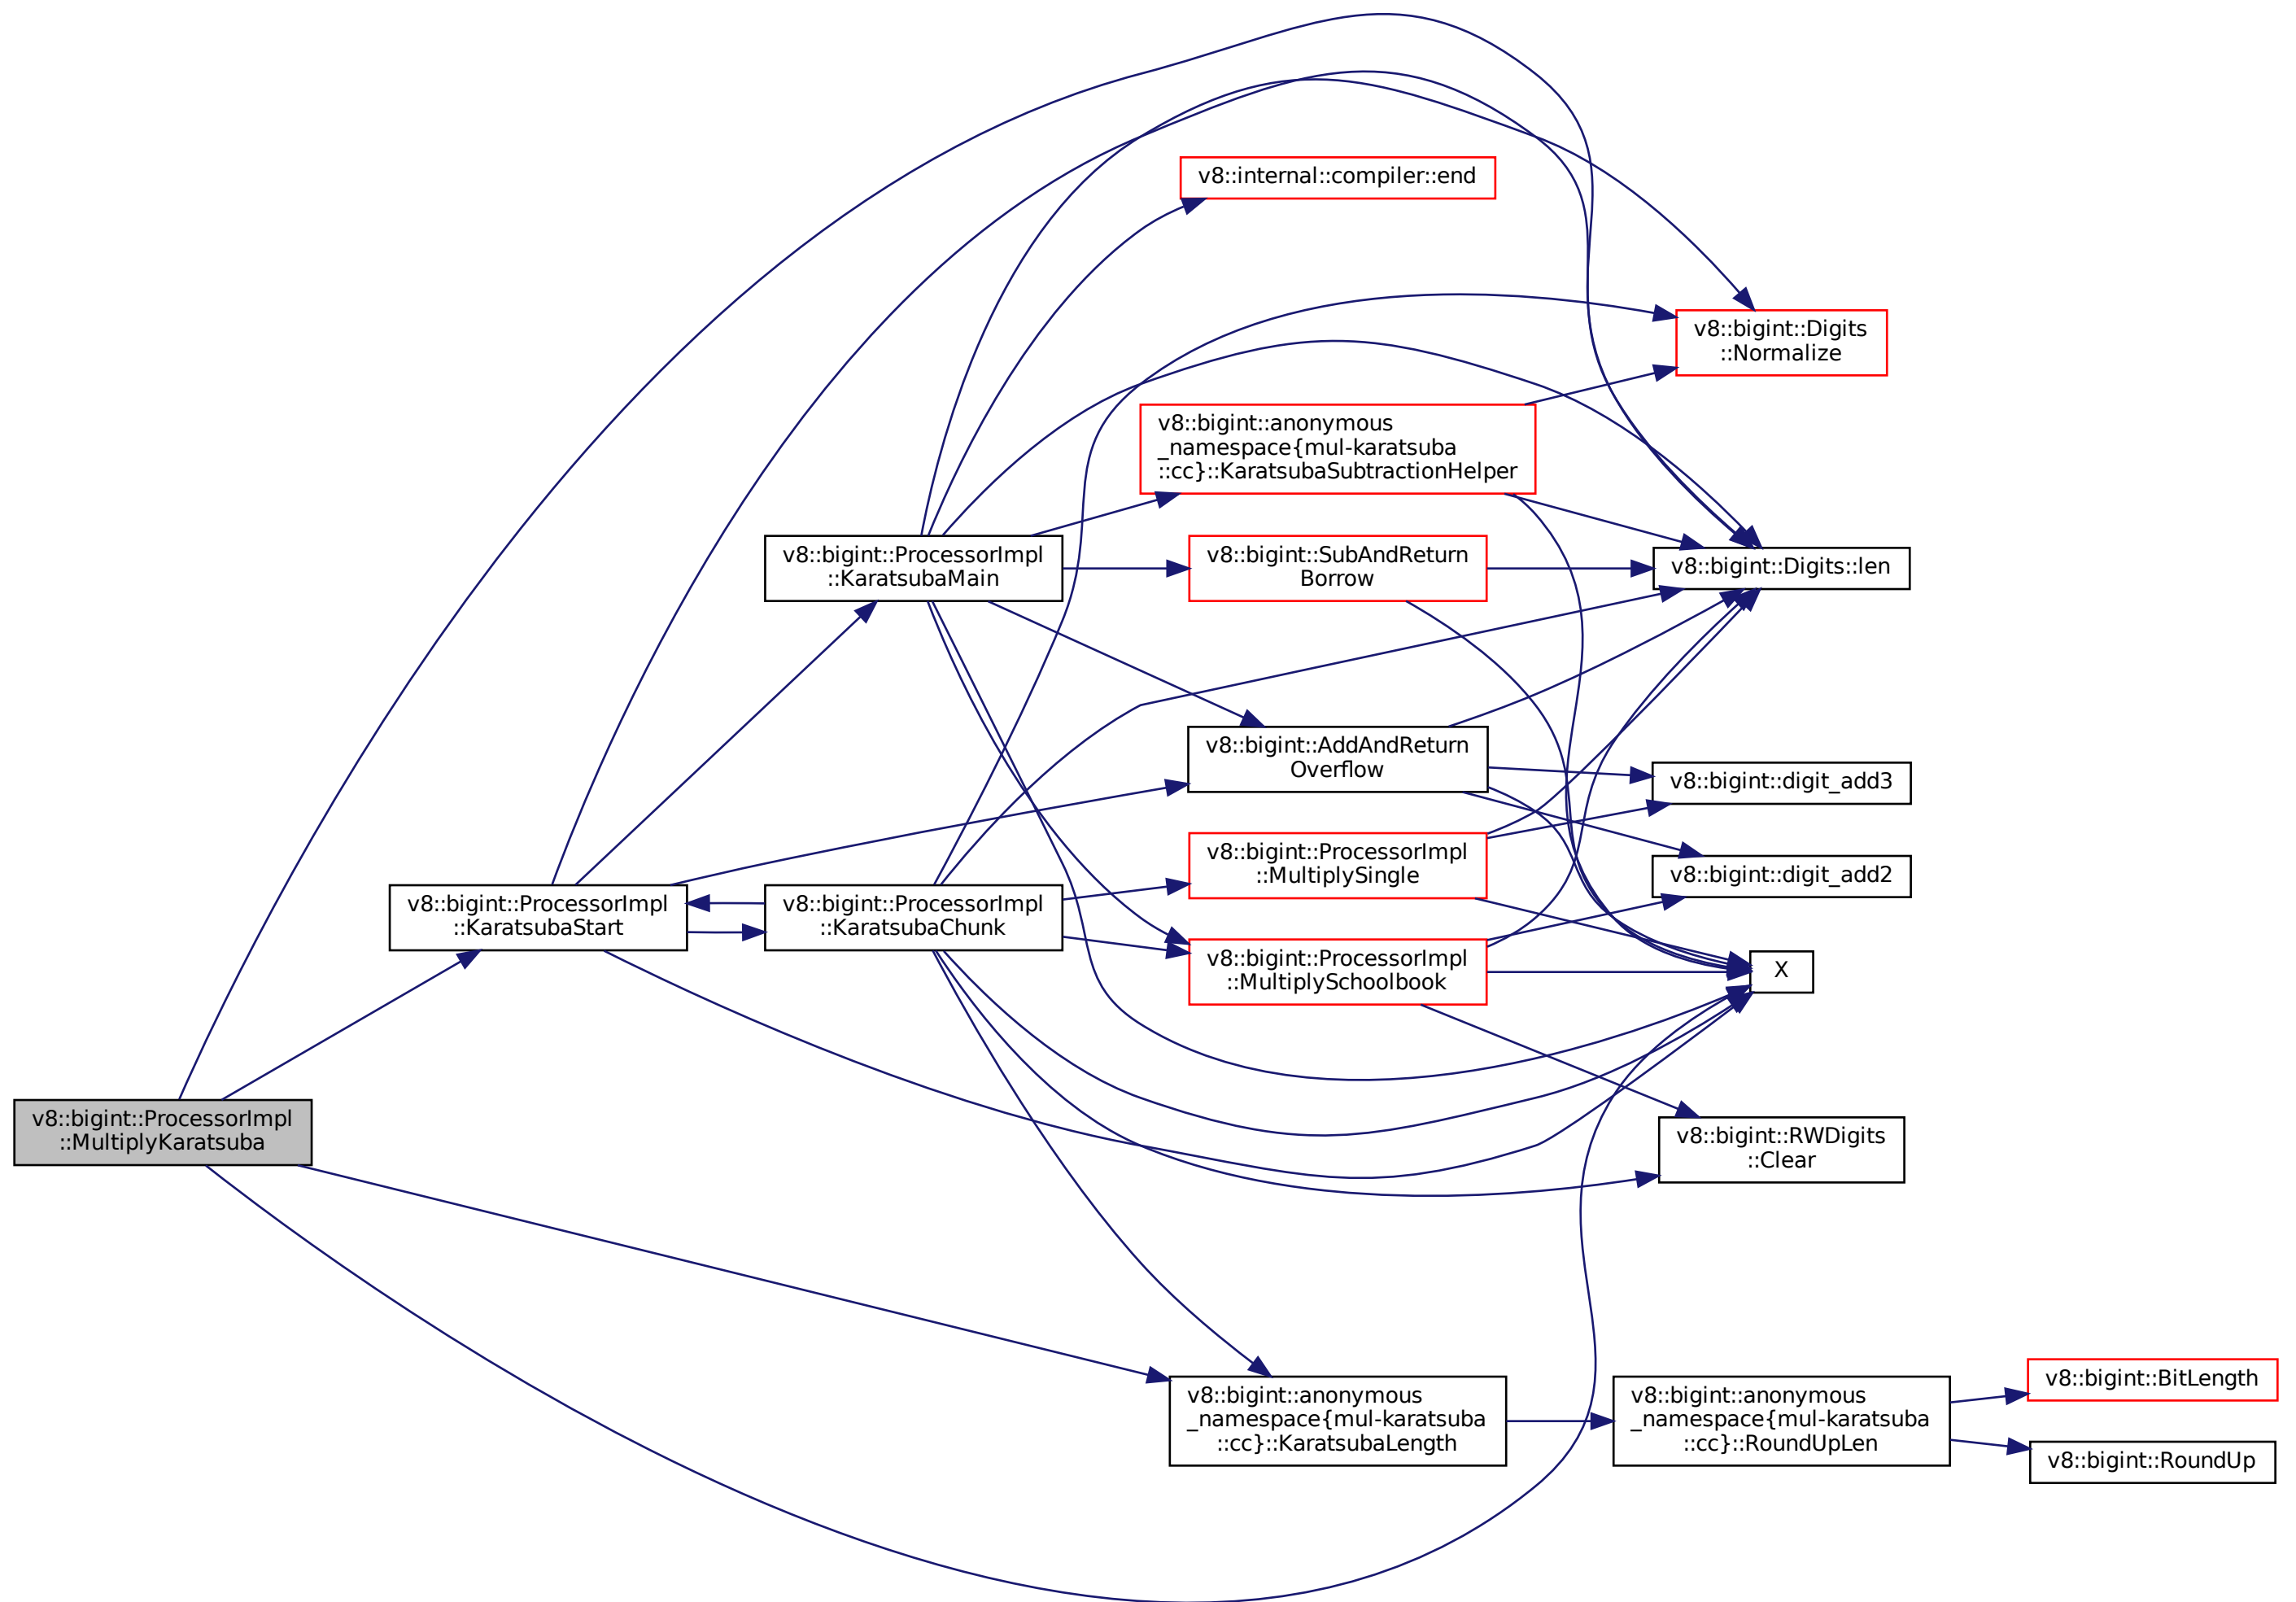 v8::internal::compiler::end
v8::bigint::Digits
::Normalize
v8::bigint::anonymous
_namespace{mul-karatsuba
::cc}::KaratsubaSubtractionHelper
v8::bigint::ProcessorImpl
::KaratsubaMain
v8::bigint::SubAndReturn
Borrow
v8::bigint::Digits::len
v8::bigint::AddAndReturn
Overflow
v8::bigint::digit_add3
v8::bigint::ProcessorImpl
::MultiplySingle
v8::bigint::digit_add2
v8::bigint::ProcessorImpl
::KaratsubaStart
v8::bigint::ProcessorImpl
::KaratsubaChunk
v8::bigint::ProcessorImpl
::MultiplySchoolbook
X
v8::bigint::ProcessorImpl
::MultiplyKaratsuba
v8::bigint::RWDigits
::Clear
v8::bigint::anonymous
_namespace{mul-karatsuba
::cc}::KaratsubaLength
v8::bigint::anonymous
_namespace{mul-karatsuba
::cc}::RoundUpLen
v8::bigint::BitLength
v8::bigint::RoundUp